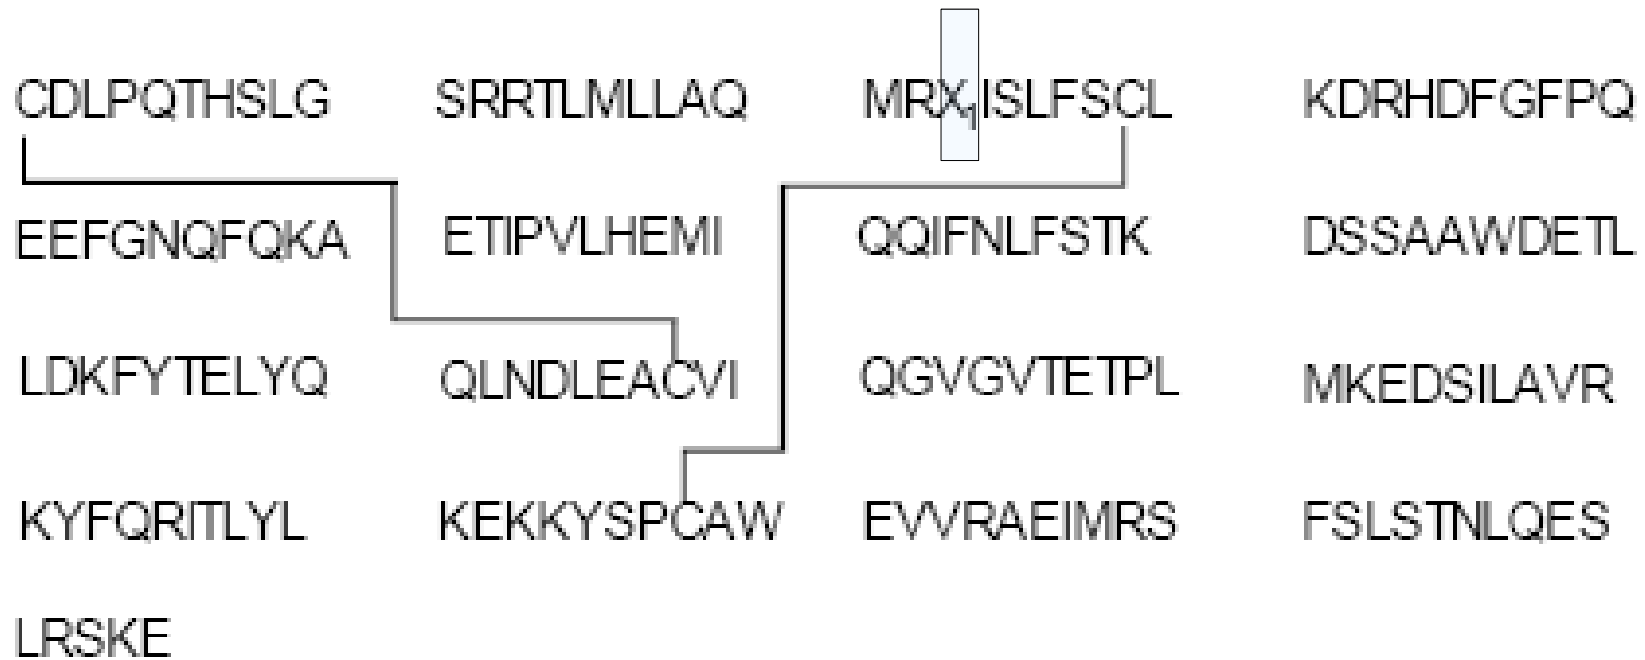 CDLPQTHSLG SRRTLMLLAQ MRX₁ISLFSCL KDRHDFGFPQ
EEFGNQFQKA ETIPVLHEMI QQIFNLFSTK DSSAAWDETL
LDKFYTELYQ QLNDLEACVI QGVGVTETPL MKEDSILAVR
KYFQRITLYL KEKKYSPCAW EVVRAEIMRS FSLSTNLQES
LRSKE